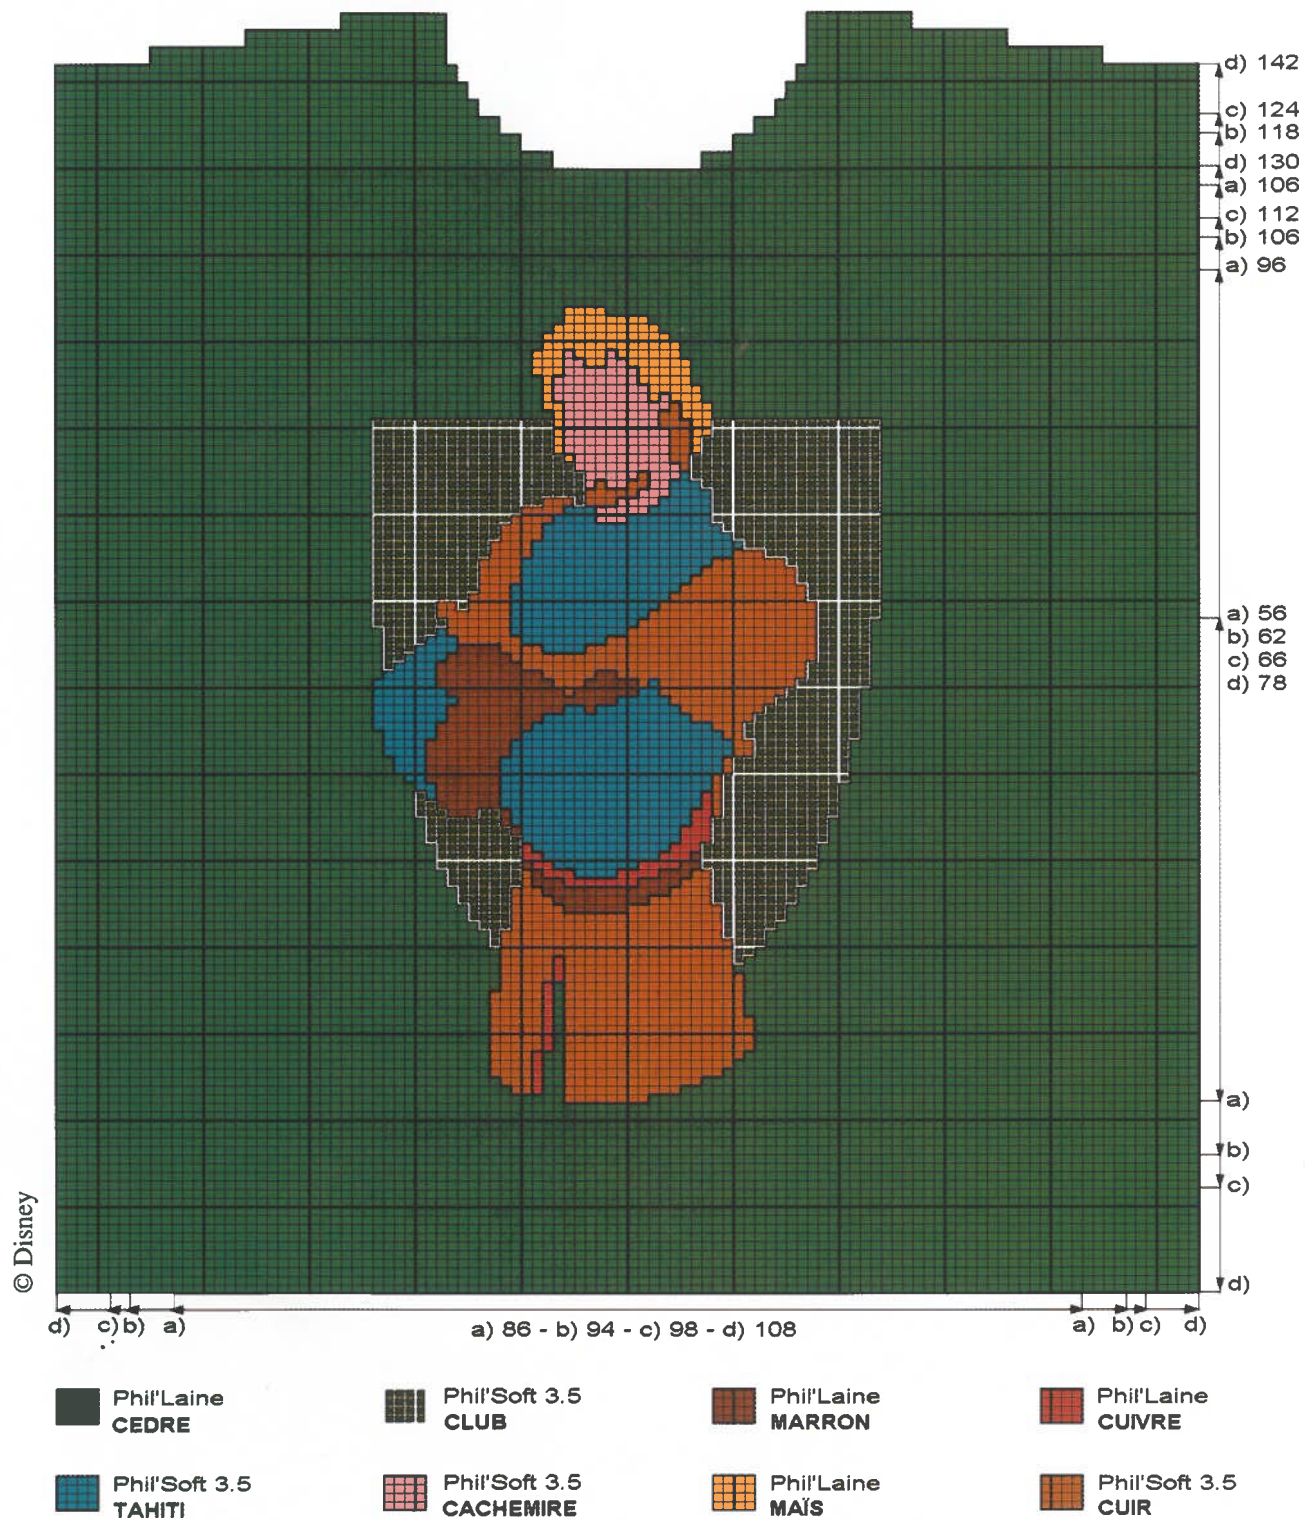 d) 142
c) 124
b) 118
d) 130
a) 106
c) 112
b) 106
a) 96
a) 56
b) 62
c) 66
d) 78
a)
b)
c)
d)
© Disney
d) c) b) a) a) 86 - b) 94 - c) 98 - d) 108 a) b) c) d)
Phil'Laine Phil'Soft 3.5 Phil'Laine Phil'Laine
CEDRE CLUB MARRON CUIVRE
Phil'Soft 3.5 Phil'Soft 3.5 Phil'Laine Phil'Soft 3.5
TAHITI CACHEMIRE MAÏS CUIR